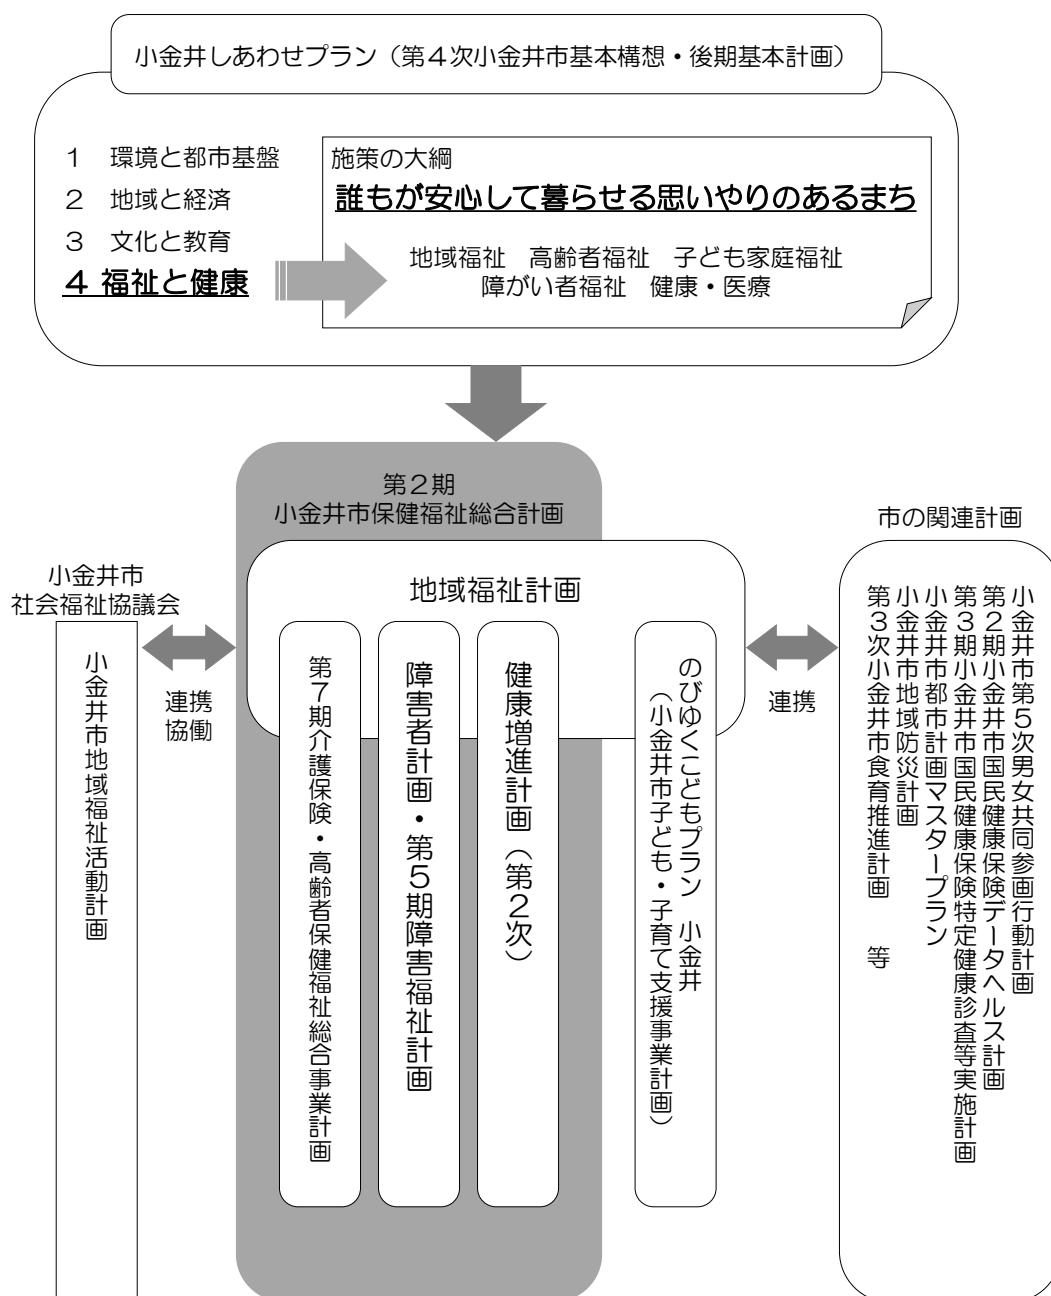 小金井しあわせプラン（第４次小金井市基本構想・後期基本計画）
１　環境と都市基盤
２　地域と経済
３　文化と教育
４ 福祉と健康
施策の大綱
誰もが安心して暮らせる思いやりのあるまち
地域福祉　高齢者福祉　子ども家庭福祉
障がい者福祉　健康・医療
第２期
小金井市保健福祉総合計画
地域福祉計画
小金井市
社会福祉協議会
小金井市地域福祉活動計画
連携
協働
第７期介護保険・高齢者保健福祉総合事業計画
障害者計画・第５期障害福祉計画
健康増進計画（第２次）
のびゆくこどもプラン　小金井
（小金井市子ども・子育て支援事業計画）
連携
市の関連計画
小金井市第５次男女共同参画行動計画
第２期小金井市国民健康保険データヘルス計画
第３期小金井市国民健康保険特定健康診査等実施計画
小金井市都市計画マスタープラン
小金井市地域防災計画
第３次小金井市食育推進計画　等